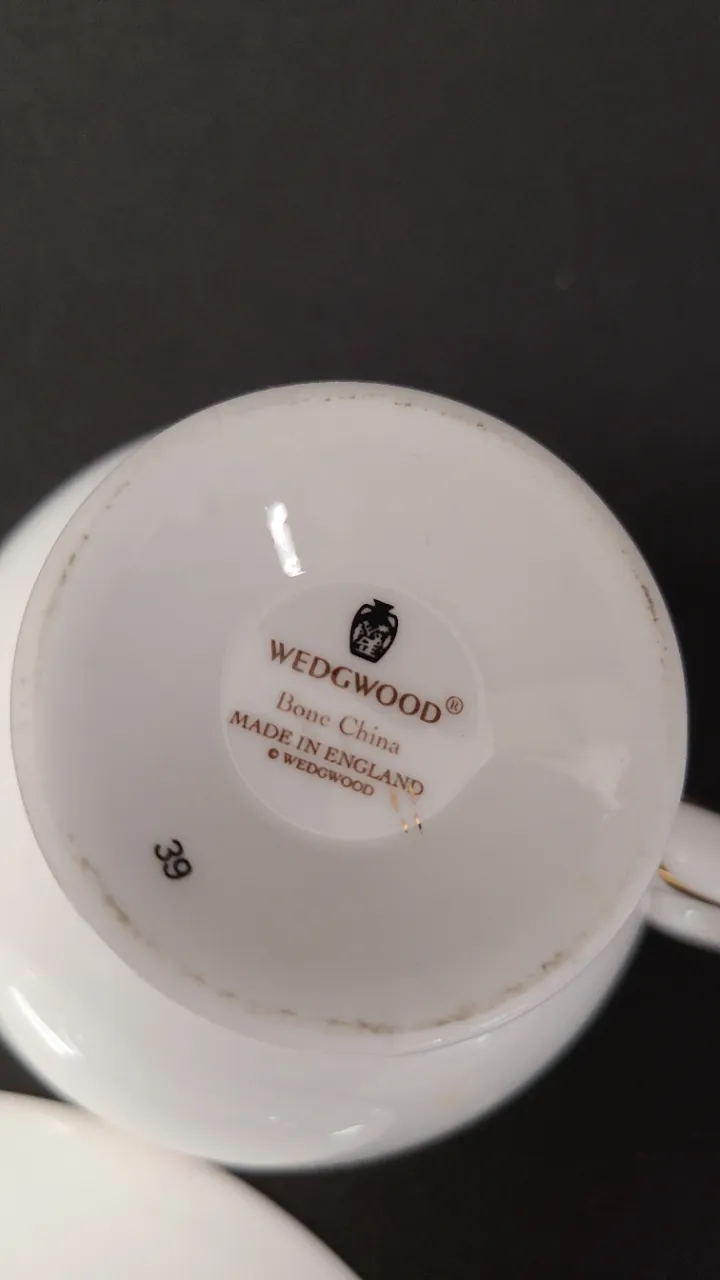 WEDGWOOD®
Bone China
MADE IN ENGLAND
© WEDGWOOD
39